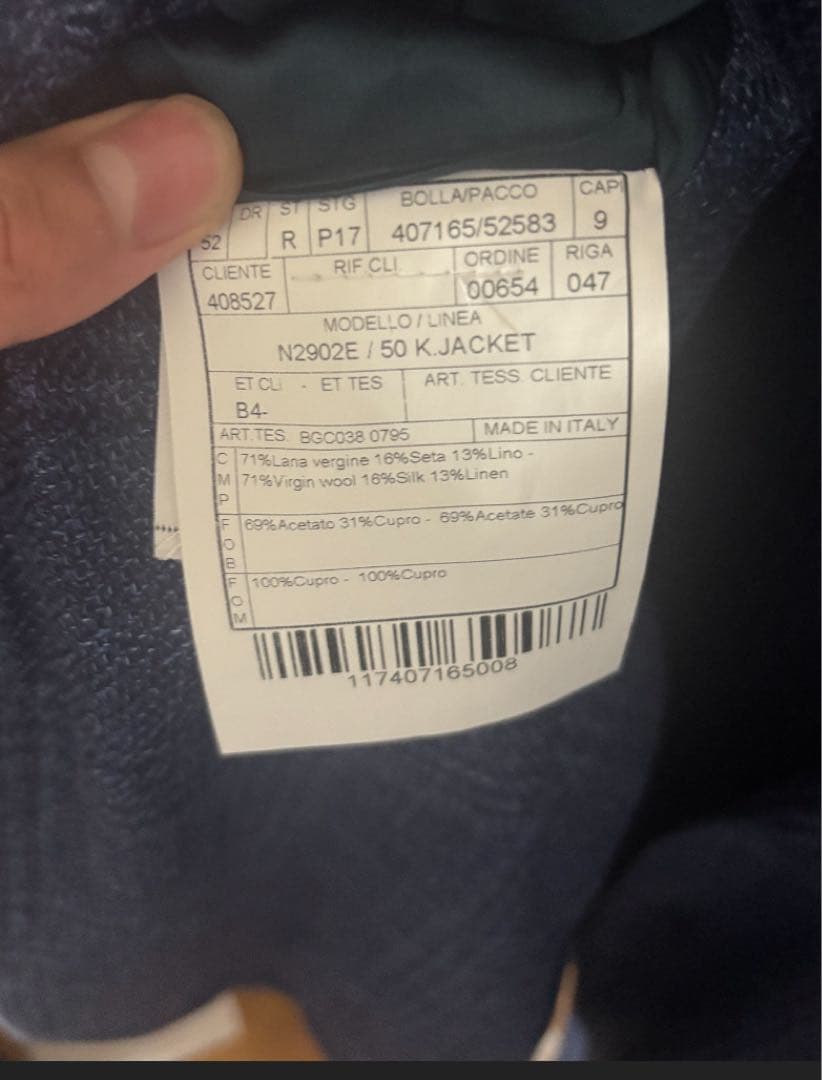 DR ST STG BOLLA/PACCO CAPI
52 R P17 407165/52583 9
CLIENTE RIF.CLI. ORDINE RIGA
408527 00654 047
MODELLO / LINEA
N2902E / 50 K.JACKET
ET CLI - ET TES ART. TESS. CLIENTE
B4-
ART.TES. BGC038 0795 MADE IN ITALY
CMP
71%Lana vergine 16%Seta 13%Lino -
71%Virgin wool 16%Silk 13%Linen
FOB
69%Acetato 31%Cupro - 69%Acetate 31%Cupro
FOM
100%Cupro - 100%Cupro
117407165008